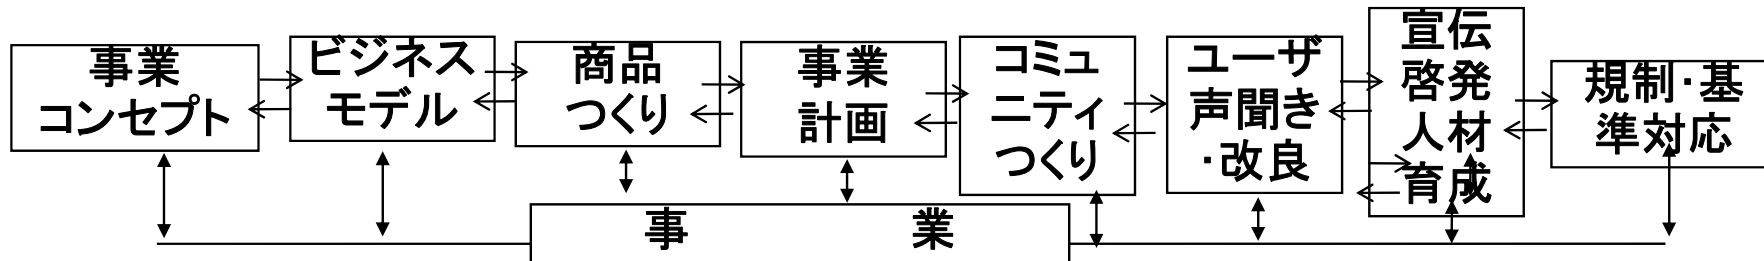 事業
コンセプト
ビジネス
モデル
商品
つくり
事業
計画
コミュ
ニティ
つくり
ユーザ
声聞き
・改良
宣伝
啓発
人材
育成
規制・基
準対応
事　業